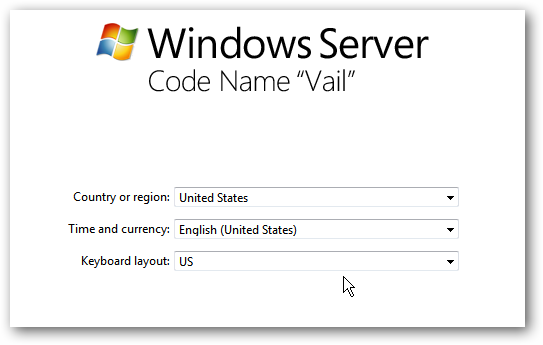 Windows Server
Code Name “Vail”
Country or region: United States
Time and currency: English (United States)
Keyboard layout: US